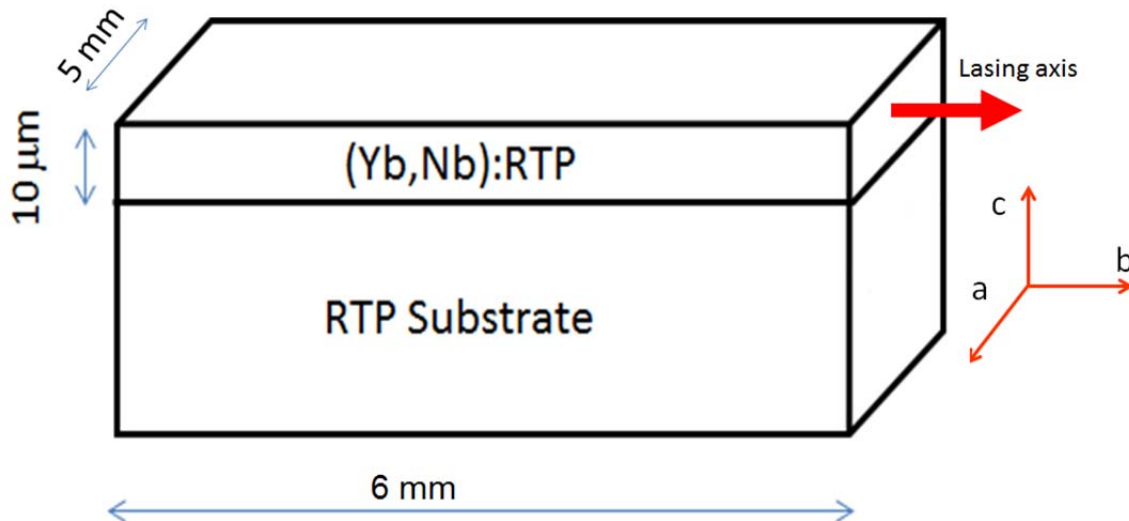 5 mm
Lasing axis
10 μm
(Yb,Nb):RTP
c
b
a
RTP Substrate
6 mm